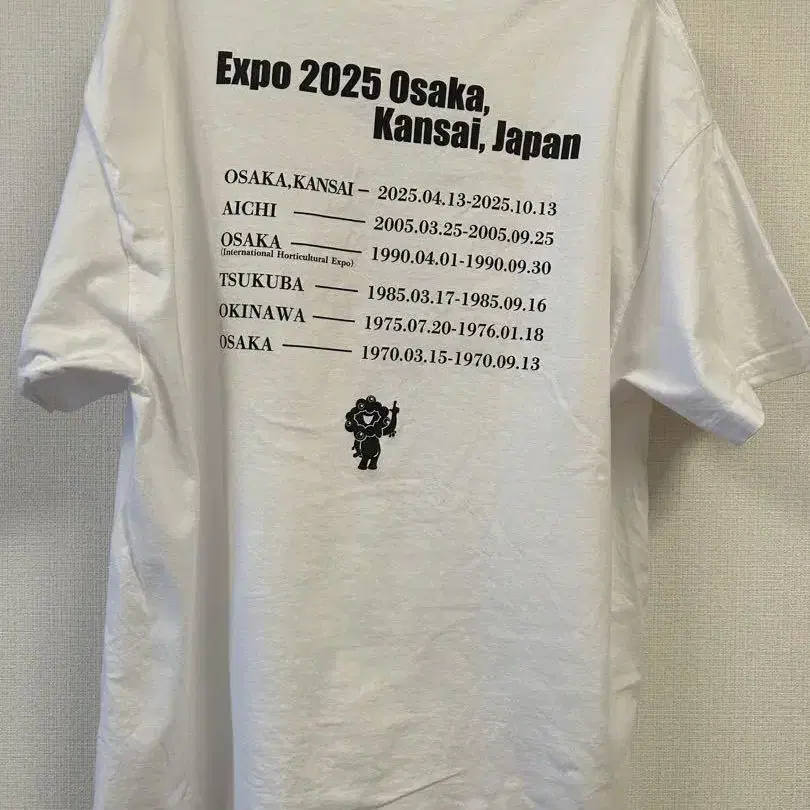 Expo 2025 Osaka,
Kansai, Japan
OSAKA,KANSAI — 2025.04.13-2025.10.13
AICHI — 2005.03.25-2005.09.25
OSAKA — 1990.04.01-1990.09.30
(International Horticultural Expo)
TSUKUBA — 1985.03.17-1985.09.16
OKINAWA — 1975.07.20-1976.01.18
OSAKA — 1970.03.15-1970.09.13